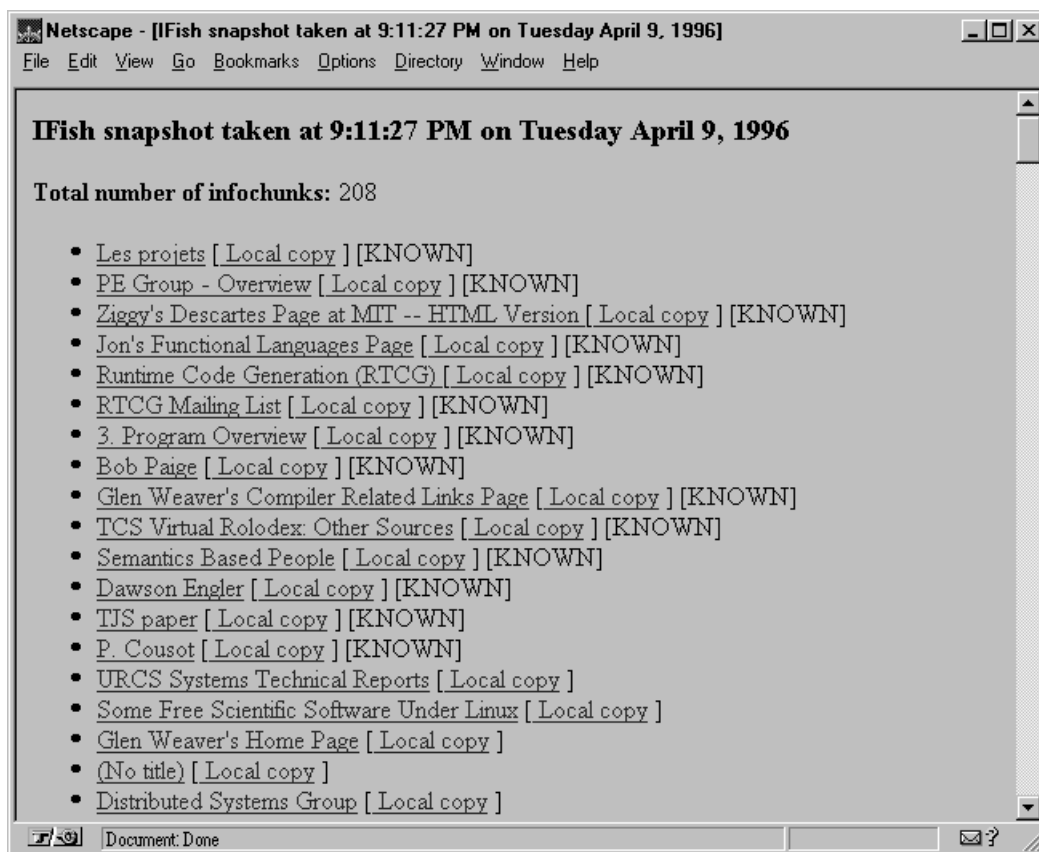 Netscape - [IFish snapshot taken at 9:11:27 PM on Tuesday April 9, 1996]
File Edit View Go Bookmarks Options Directory Window Help
IFish snapshot taken at 9:11:27 PM on Tuesday April 9, 1996
Total number of infochunks: 208
• Les projets [ Local copy ] [KNOWN]
• PE Group - Overview [ Local copy ] [KNOWN]
• Ziggy's Descartes Page at MIT -- HTML Version [ Local copy ] [KNOWN]
• Jon's Functional Languages Page [ Local copy ] [KNOWN]
• Runtime Code Generation (RTCG) [ Local copy ] [KNOWN]
• RTCG Mailing List [ Local copy ] [KNOWN]
• 3. Program Overview [ Local copy ] [KNOWN]
• Bob Paige [ Local copy ] [KNOWN]
• Glen Weaver's Compiler Related Links Page [ Local copy ] [KNOWN]
• TCS Virtual Rolodex: Other Sources [ Local copy ] [KNOWN]
• Semantics Based People [ Local copy ] [KNOWN]
• Dawson Engler [ Local copy ] [KNOWN]
• TJS paper [ Local copy ] [KNOWN]
• P. Cousot [ Local copy ] [KNOWN]
• URCS Systems Technical Reports [ Local copy ]
• Some Free Scientific Software Under Linux [ Local copy ]
• Glen Weaver's Home Page [ Local copy ]
• (No title) [ Local copy ]
• Distributed Systems Group [ Local copy ]
Document: Done